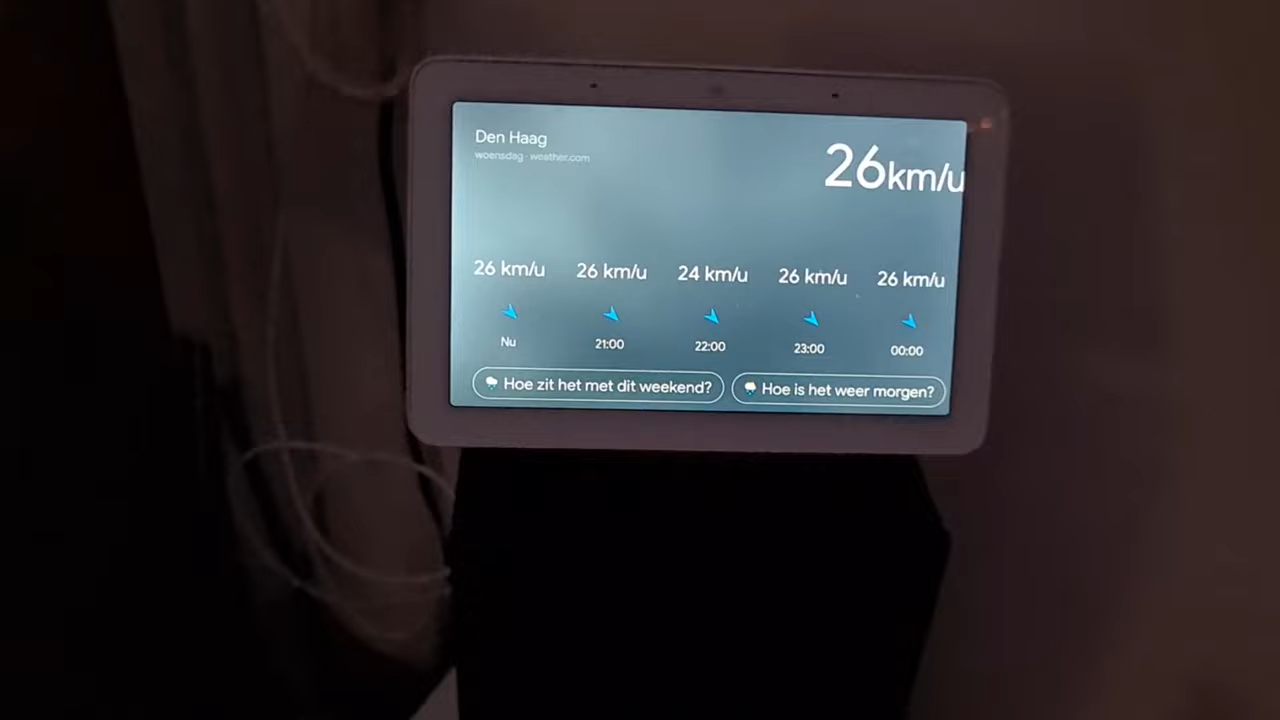 Den Haag
woensdag · weather.com
26km/u
26 km/u 26 km/u 24 km/u 26 km/u 26 km/u
Nu 21:00 22:00 23:00 00:00
Hoe zit het met dit weekend? Hoe is het weer morgen?